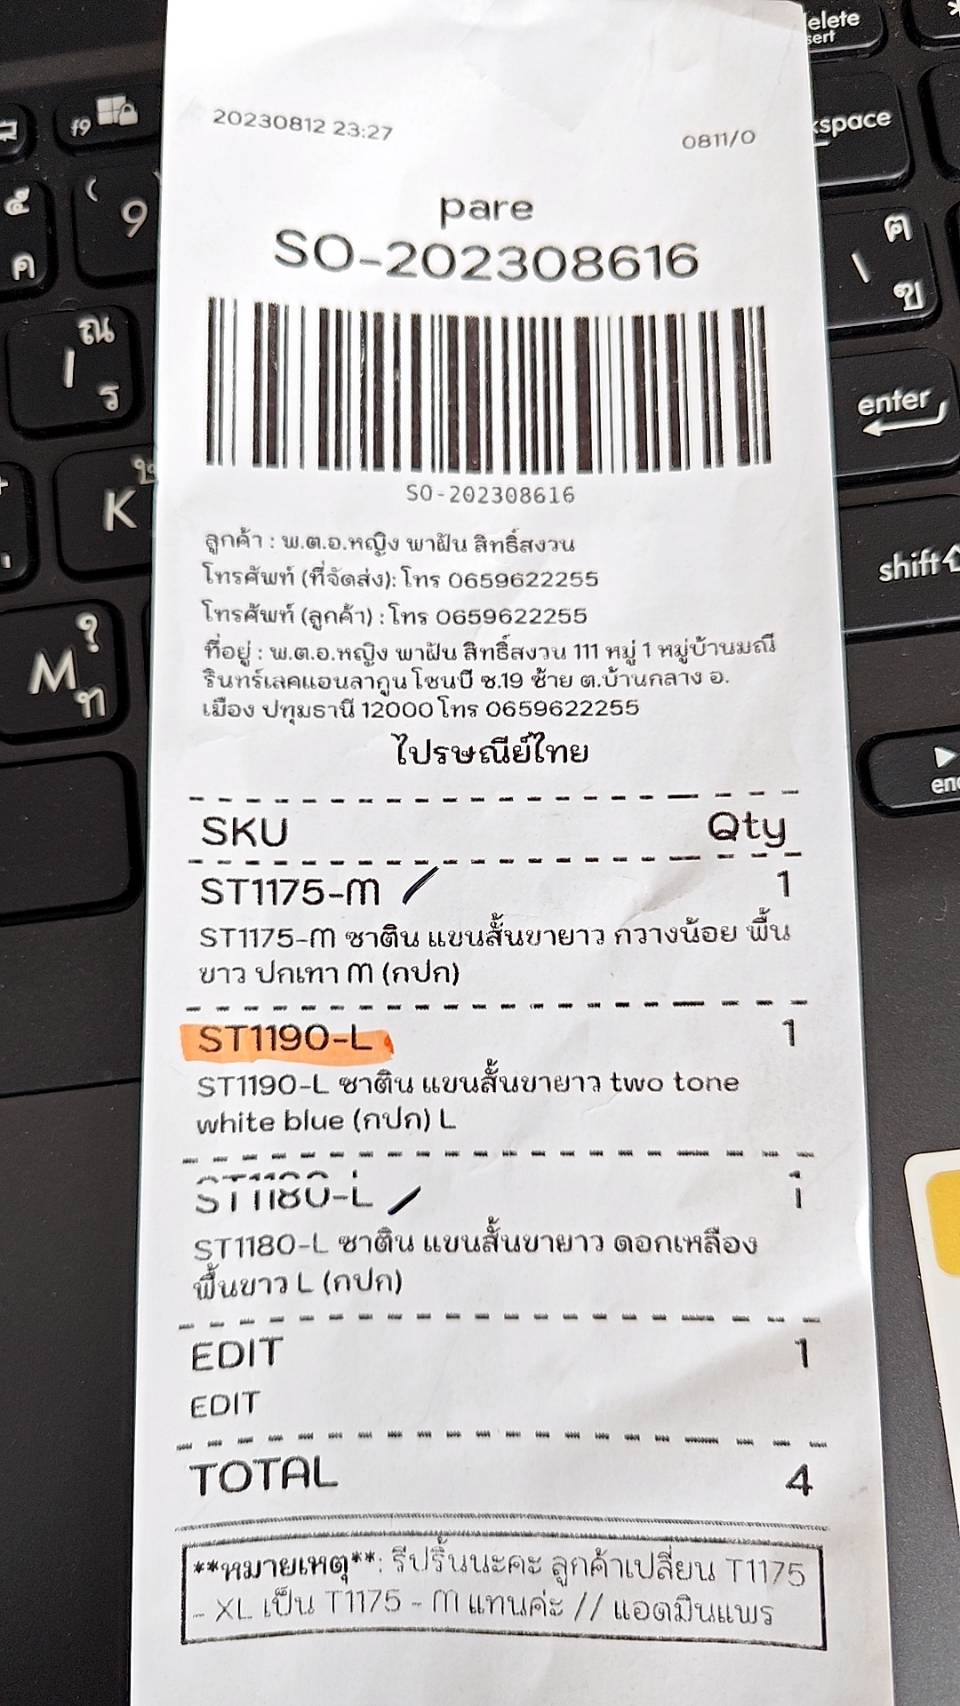 20230812 23:27
0811/0
pare
SO-202308616
SO-202308616
ลูกค้า : พ.ต.อ.หญิง พาฝัน สิทธิ์สงวน
โทรศัพท์ (ที่จัดส่ง): โทร 0659622255
โทรศัพท์ (ลูกค้า) : โทร 0659622255
ที่อยู่ : พ.ต.อ.หญิง พาฝัน สิทธิ์สงวน 111 หมู่ 1 หมู่บ้านมณี
รินทร์เลคแอนลากูน โซนบี ซ.19 ซ้าย ต.บ้านกลาง อ.
เมือง ปทุมธานี 12000 โทร 0659622255
ไปรษณีย์ไทย
SKU Qty
ST1175-M 1
ST1175-M ซาติน แขนสั้นขายาว กวางน้อย พื้น
ขาว ปกเทา M (กปก)
ST1190-L 1
ST1190-L ซาติน แขนสั้นขายาว two tone
white blue (กปก) L
ST1180-L 1
ST1180-L ซาติน แขนสั้นขายาว ดอกเหลือง
พื้นขาว L (กปก)
EDIT 1
EDIT
TOTAL 4
**หมายเหตุ**: รีปริ้นนะคะ ลูกค้าเปลี่ยน T1175
- XL เป็น T1175 - M แทนค่ะ // แอดมินแพร
elete
sert
kspace
enter
shift
f9
9
ค
ณ
ร
K
?
M
ท
\
ฃ